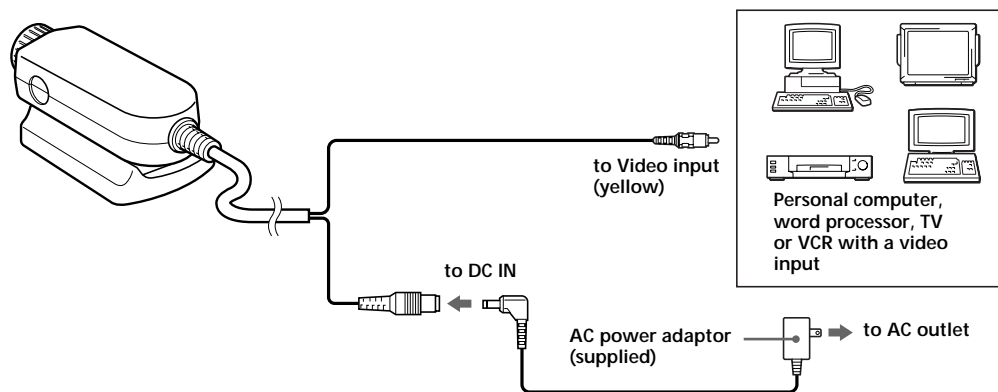 to Video input
(yellow)
Personal computer,
word processor, TV
or VCR with a video
input
to DC IN
AC power adaptor
(supplied)
to AC outlet